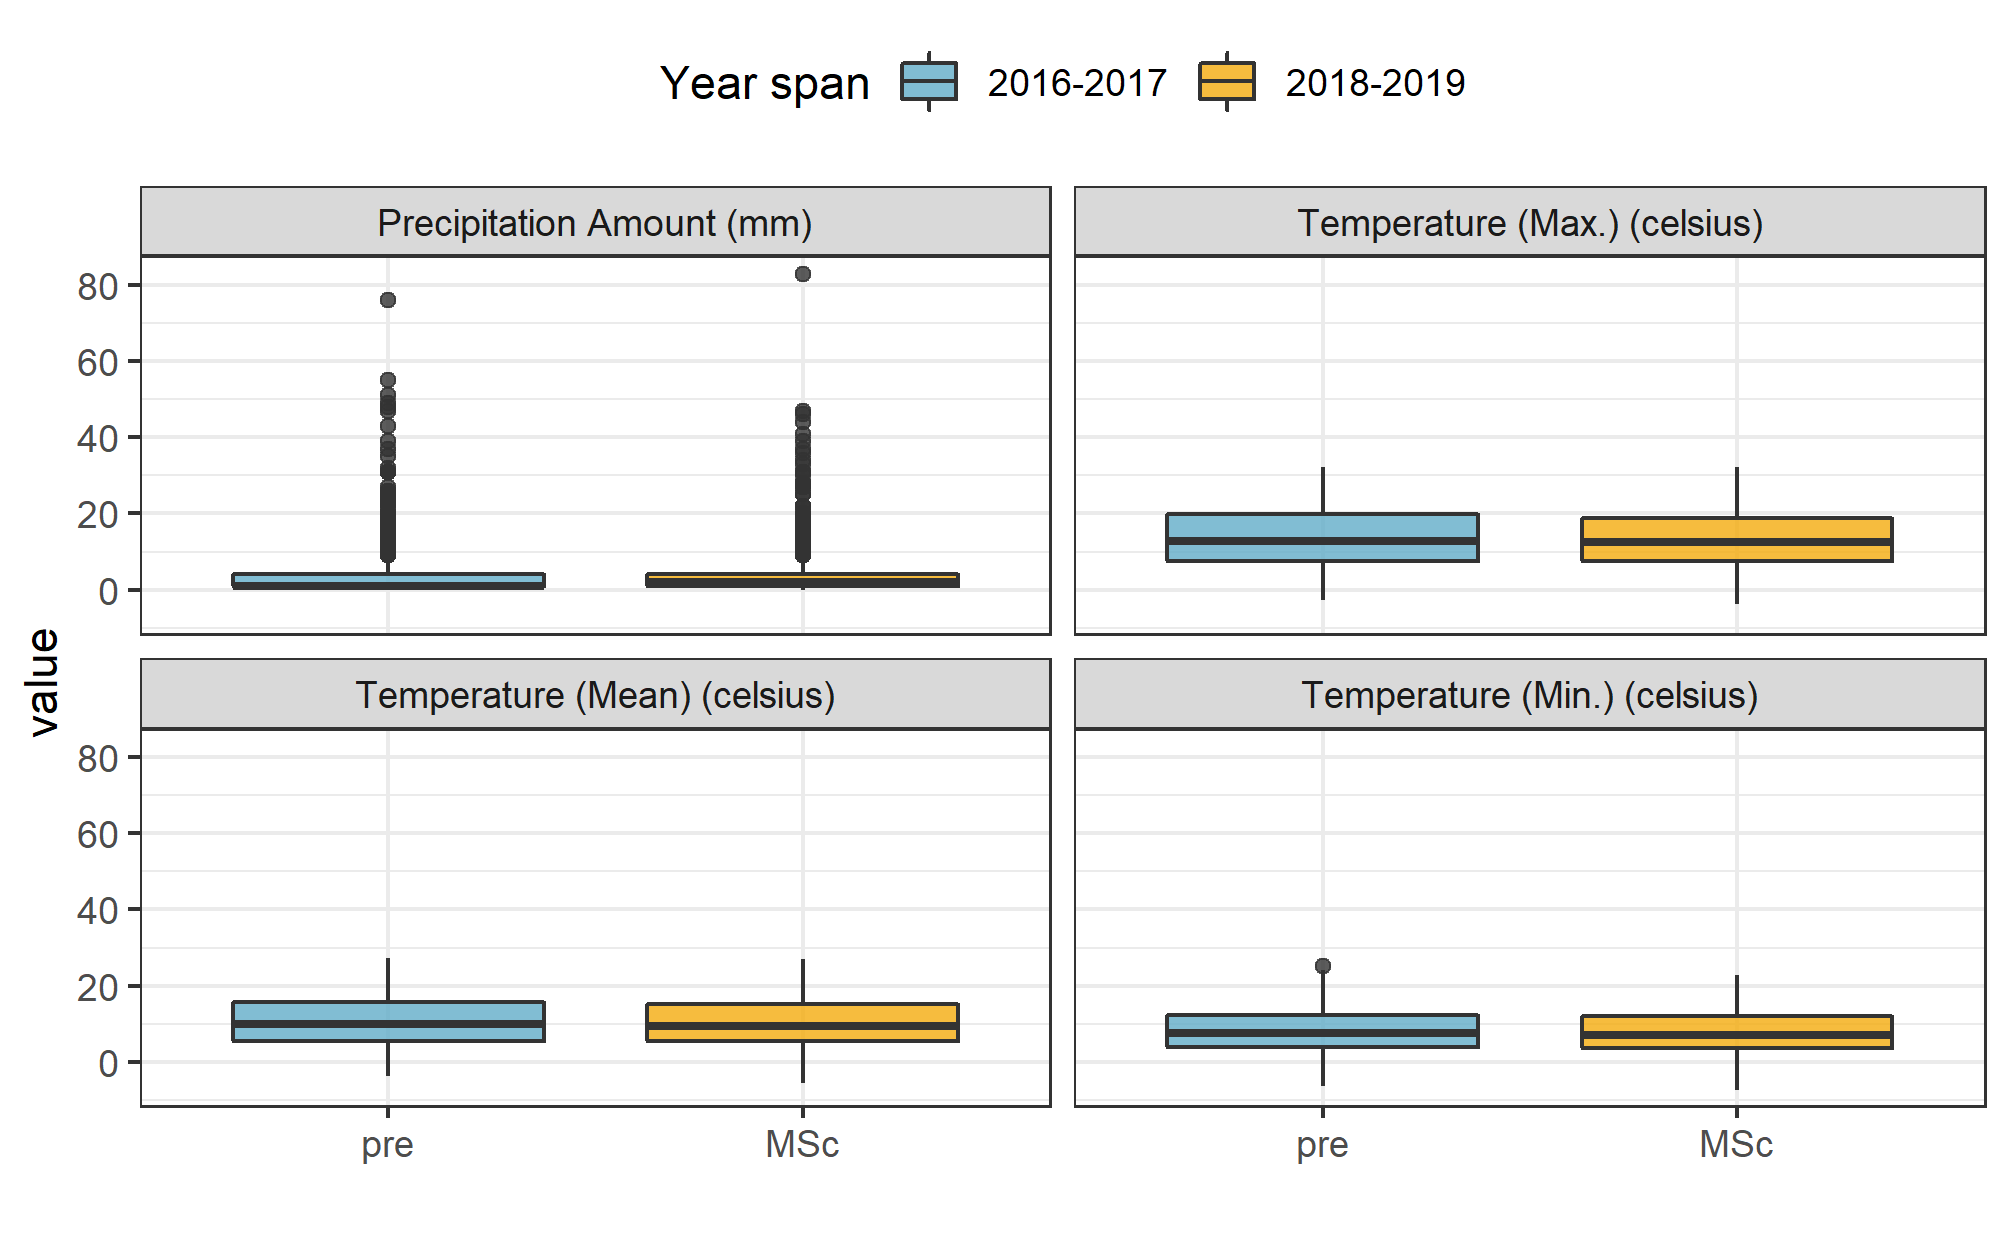 Year span 2016-2017 2018-2019
Precipitation Amount (mm) Temperature (Max.) (celsius)
80
60
40
20
0
value
Temperature (Mean) (celsius) Temperature (Min.) (celsius)
80
60
40
20
0
pre MSc pre MSc